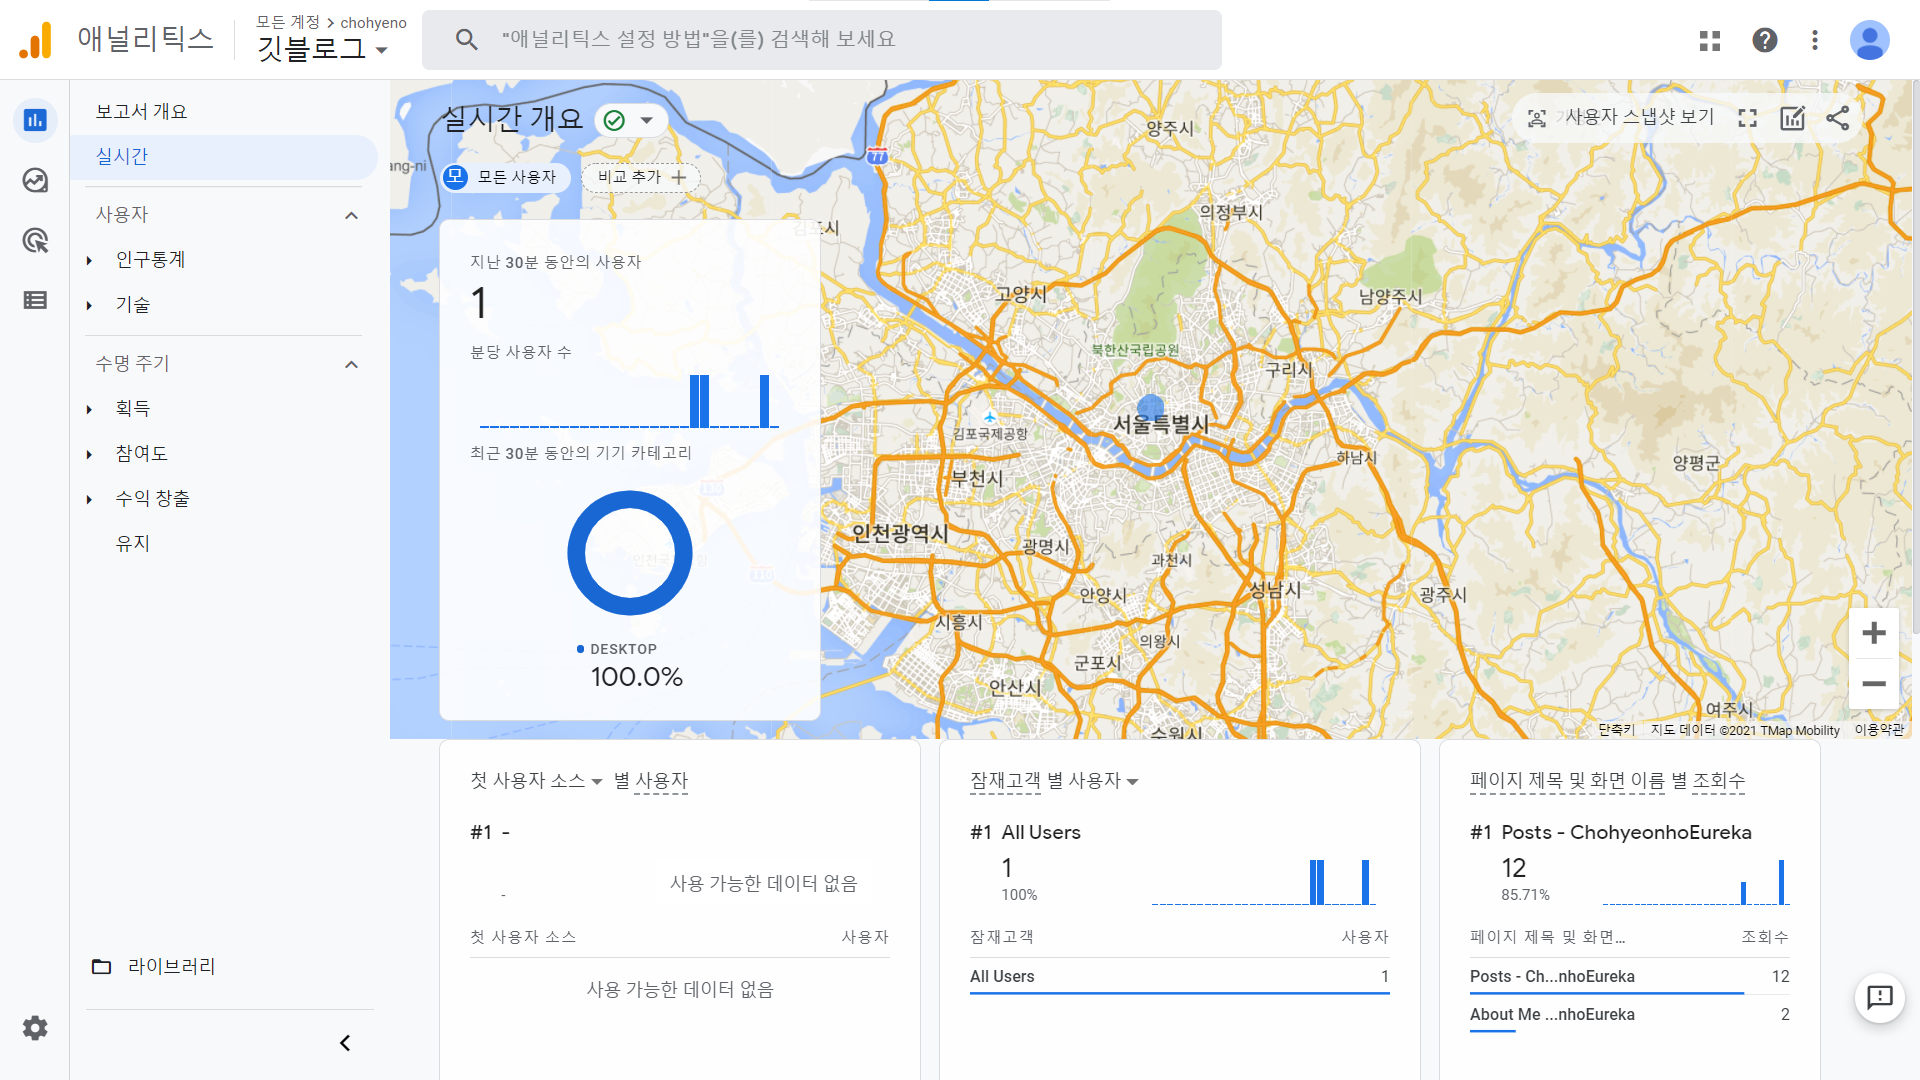 애널리틱스
모든 계정 > chohyeno
깃블로그
"애널리틱스 설정 방법"을(를) 검색해 보세요
보고서 개요
실시간
사용자
인구통계
기술
수명 주기
획득
참여도
수익 창출
유지
라이브러리
실시간 개요
사용자 스냅샷 보기
모 모든 사용자
비교 추가
지난 30분 동안의 사용자
1
분당 사용자 수
최근 30분 동안의 기기 카테고리
DESKTOP
100.0%
ang-ni
77
김포시
양주시
의정부시
고양시
남양주시
북한산국립공원
구리시
서울특별시
김포국제공항
하남시
양평군
부천시
인천광역시
광명시
과천시
안양시
성남시
광주시
시흥시
의왕시
군포시
안산시
여주시
수원시
단축키
지도 데이터 ©2021 TMap Mobility
이용약관
첫 사용자 소스 별 사용자
#1 -
-
사용 가능한 데이터 없음
첫 사용자 소스 사용자
사용 가능한 데이터 없음
잠재고객 별 사용자
#1 All Users
1
100%
잠재고객 사용자
All Users 1
페이지 제목 및 화면 이름 별 조회수
#1 Posts - ChohyeonhoEureka
12
85.71%
페이지 제목 및 화면... 조회수
Posts - Ch...nhoEureka 12
About Me ...nhoEureka 2